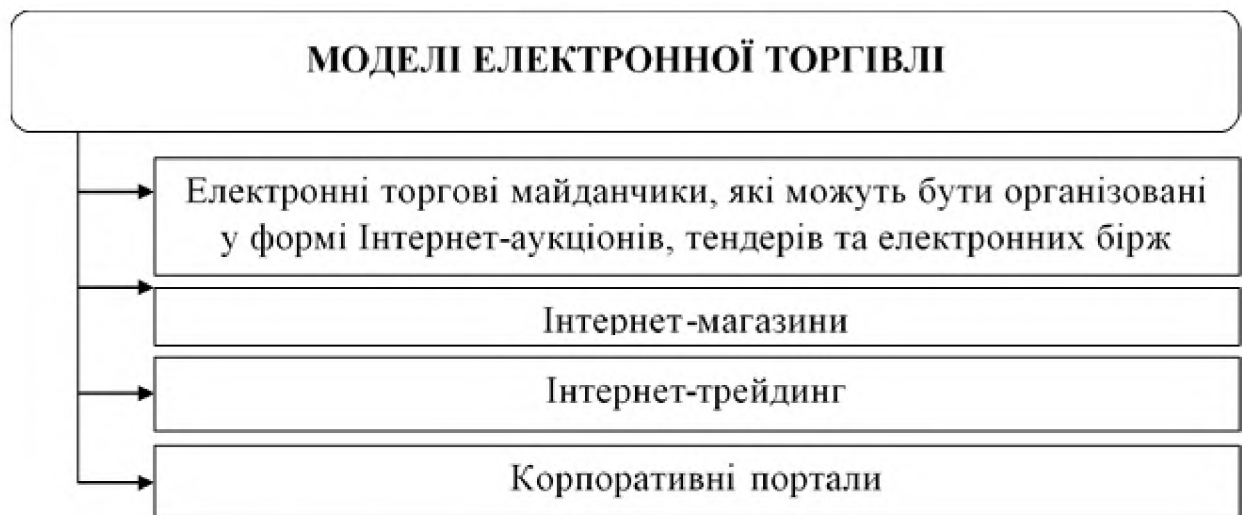 МОДЕЛІ ЕЛЕКТРОННОЇ ТОРГІВЛІ
Електронні торгові майданчики, які можуть бути організовані
у формі Інтернет-аукціонів, тендерів та електронних бірж
Інтернет-магазини
Інтернет-трейдинг
Корпоративні портали